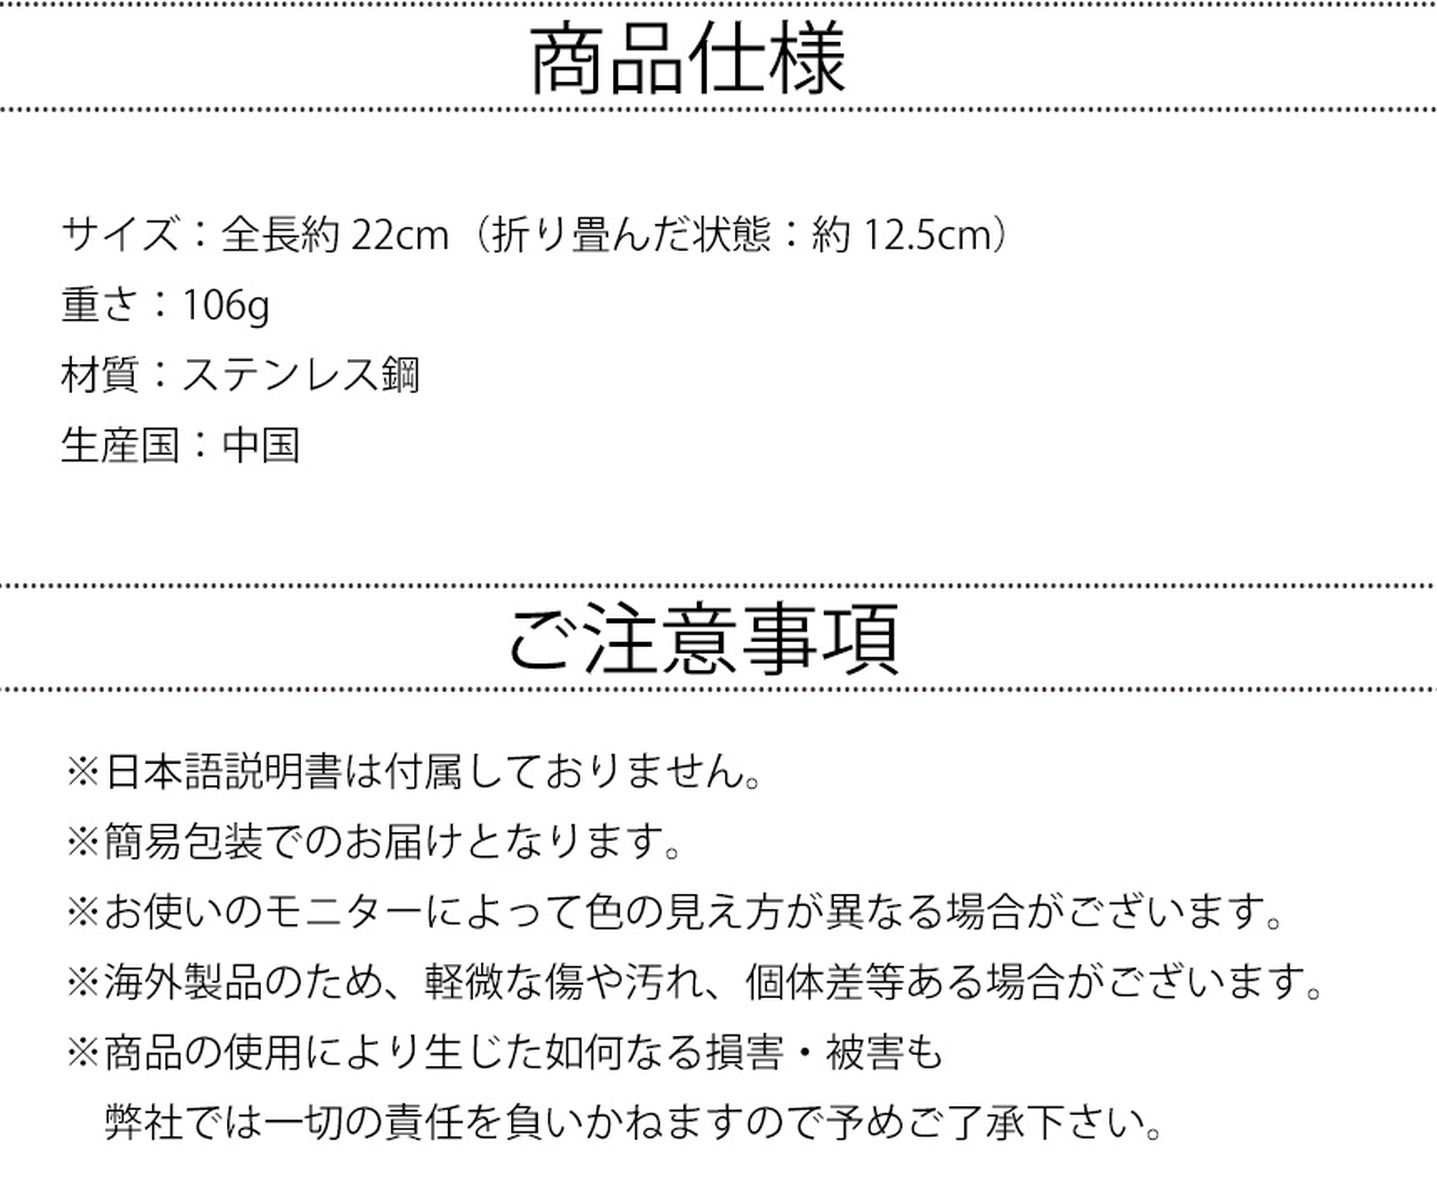 商品仕様
サイズ：全長約 22cm（折り畳んだ状態：約 12.5cm）
重さ：106g
材質：ステンレス鋼
生産国：中国
ご注意事項
※日本語説明書は付属しておりません。
※簡易包装でのお届けとなります。
※お使いのモニターによって色の見え方が異なる場合がございます。
※海外製品のため、軽微な傷や汚れ、個体差等ある場合がございます。
※商品の使用により生じた如何なる損害・被害も
弊社では一切の責任を負いかねますので予めご了承下さい。